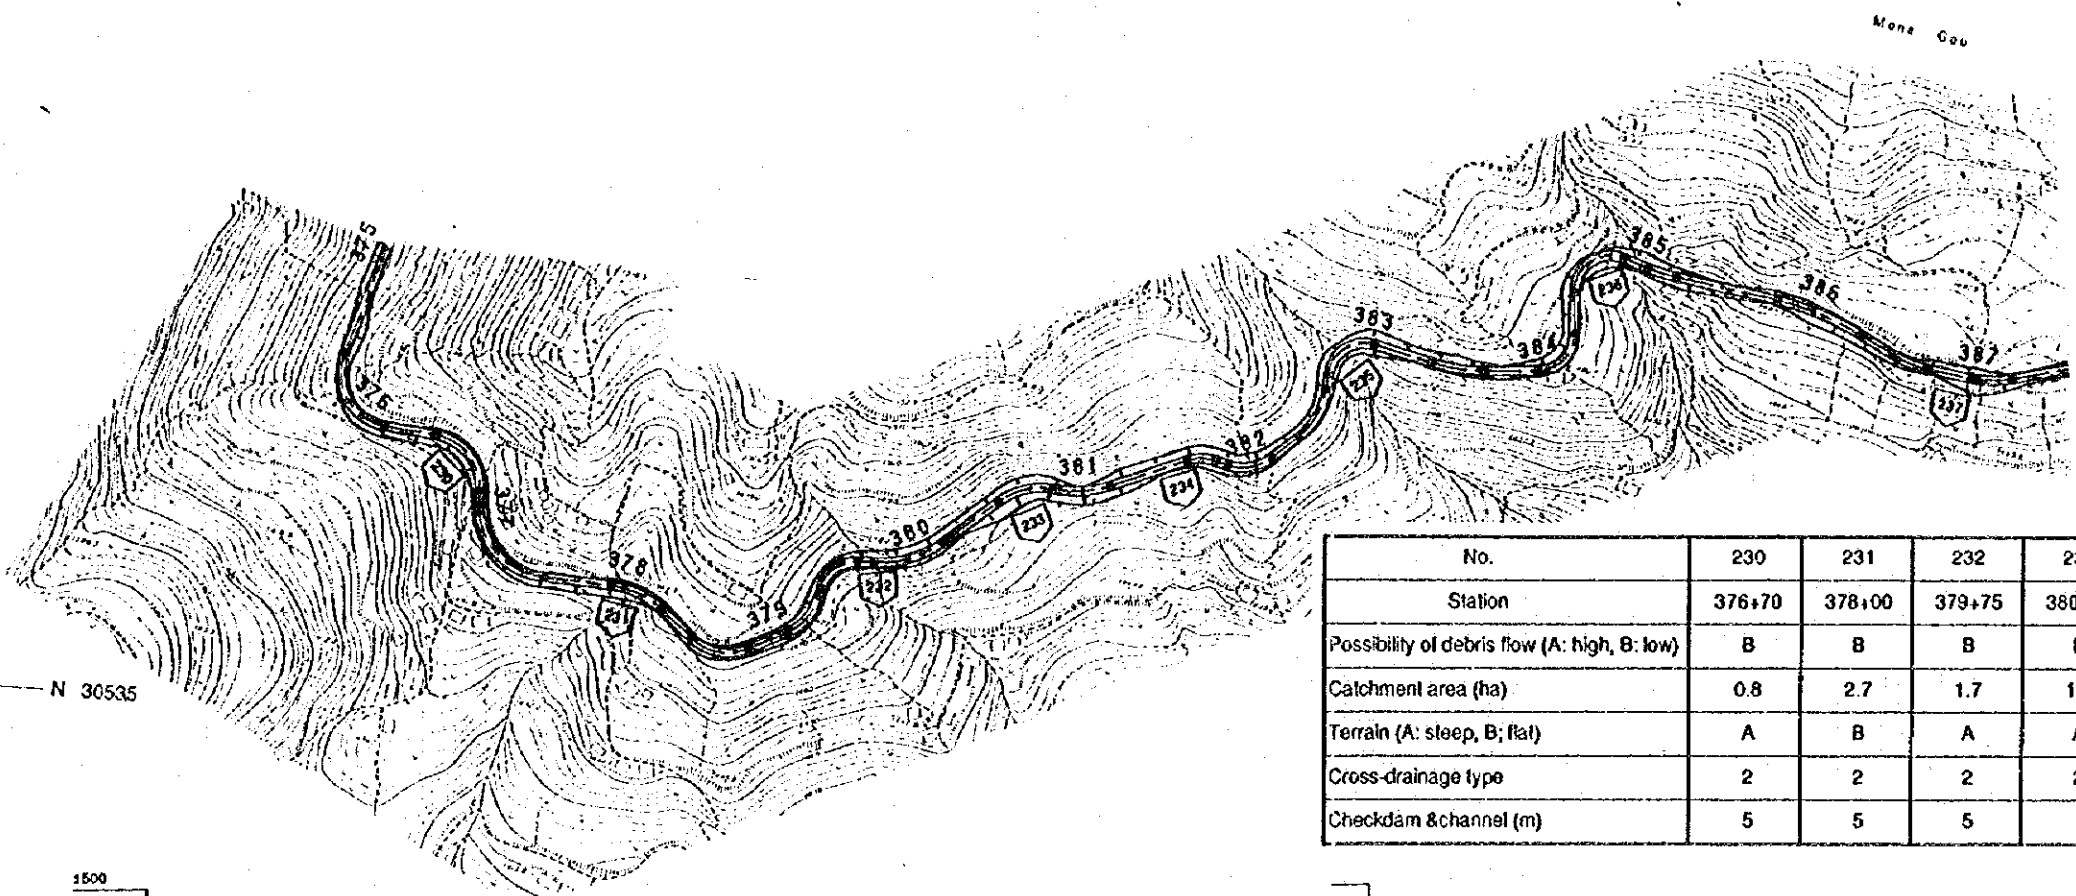 Mona Gou
375
376
377
378
379
380
381
382
383
384
385
386
387
230
231
232
233
234
235
236
237
N 30535
1500
No. 230 231 232
Station 376+70 378+00 379+75
Possibility of debris flow (A: high, B: low) B B B
Catchment area (ha) 0.8 2.7 1.7
Terrain (A: steep, B; flat) A B A
Cross-drainage type 2 2 2
Checkdam &channel (m) 5 5 5